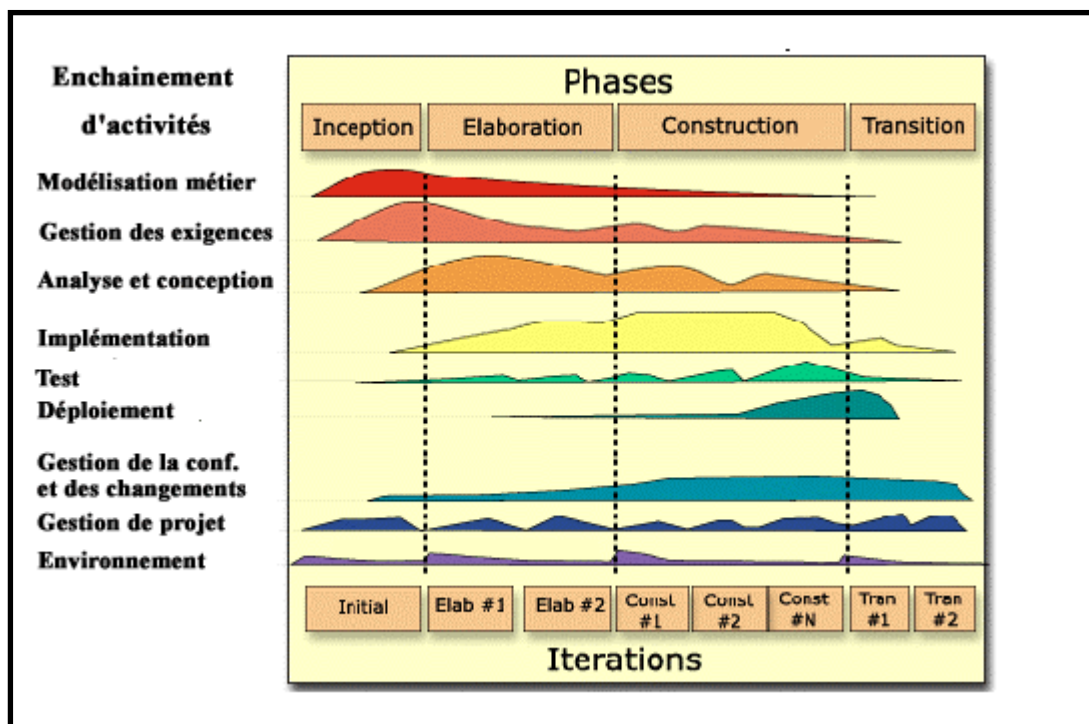 Enchainement
d'activités
Phases
Inception Elaboration Construction Transition
Modélisation métier
Gestion des exigences
Analyse et conception
Implémentation
Test
Déploiement
Gestion de la conf.
et des changements
Gestion de projet
Environnement
Initial Elab #1 Elab #2 Const #1 Const #2 Const #N Tran #1 Tran #2
Iterations